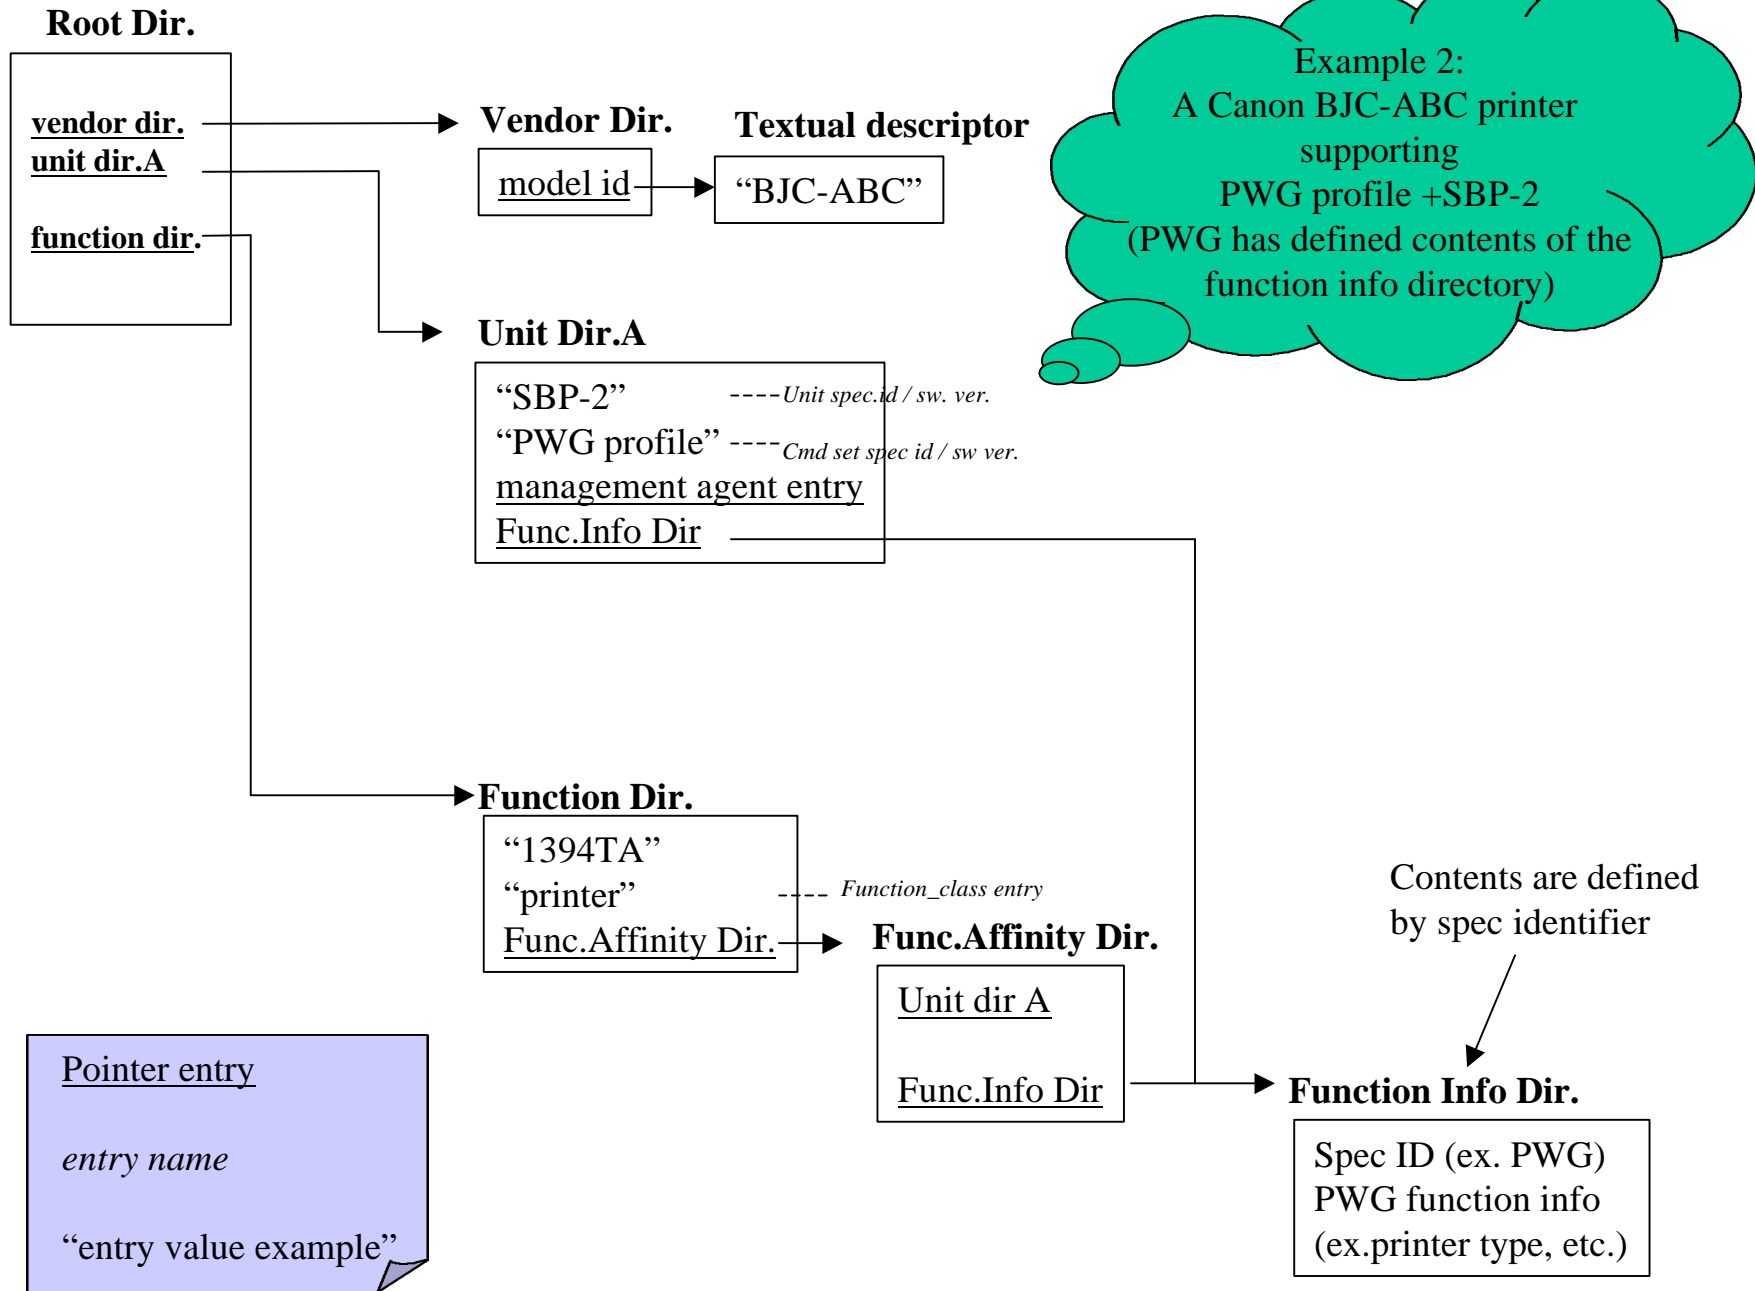 Root Dir.
vendor dir.
unit dir.A
function dir.
Vendor Dir.
model id
Textual descriptor
“BJC-ABC”
Example 2:
A Canon BJC-ABC printer
supporting
PWG profile +SBP-2
(PWG has defined contents of the
function info directory)
Unit Dir.A
“SBP-2” ----Unit spec.id / sw. ver.
“PWG profile” ----Cmd set spec id / sw ver.
management agent entry
Func.Info Dir
Function Dir.
“1394TA”
“printer” ---- Function_class entry
Func.Affinity Dir.
Func.Affinity Dir.
Unit dir A
Func.Info Dir
Contents are defined
by spec identifier
Function Info Dir.
Spec ID (ex. PWG)
PWG function info
(ex.printer type, etc.)
Pointer entry
entry name
“entry value example”